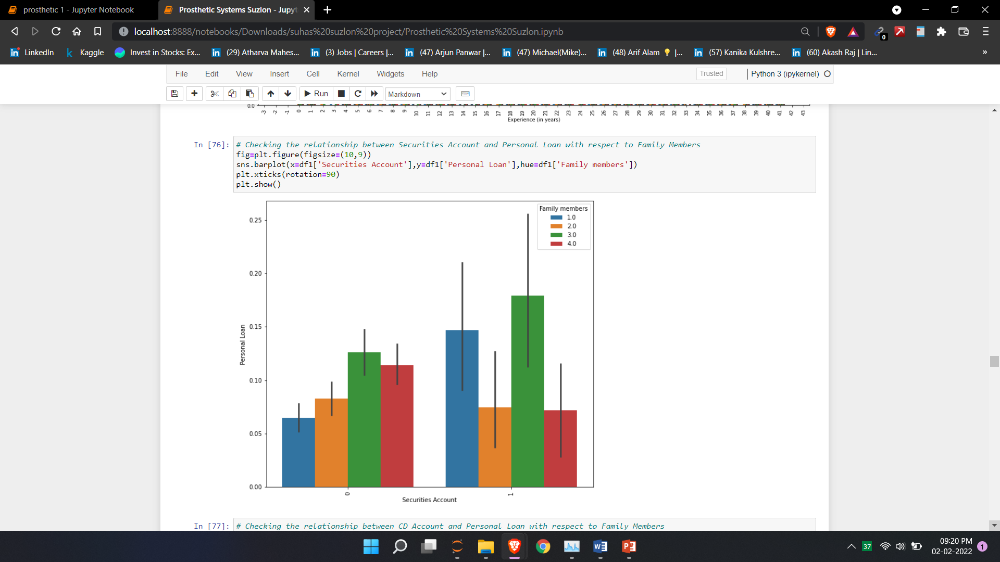 prosthetic 1 - Jupyter Notebook
Prosthetic Systems Suzlon - Jupyt
localhost:8888/notebooks/Downloads/suhas%20suzlon%20project/Prosthetic%20Systems%20Suzlon.ipynb
0
LinkedIn
Kaggle
Invest in Stocks: Ex...
(29) Atharva Mahes...
(3) Jobs | Careers |...
(47) Arjun Panwar |...
(47) Michael(Mike)...
(48) Arif Alam 💡 |...
(57) Kanika Kulshre...
(60) Akash Raj | Lin...
»
File Edit View Insert Cell Kernel Widgets Help
Trusted
Python 3 (ipykernel)
Run
Markdown
0.0
-3 -2 -1 0 1 2 3 4 5 6 7 8 9 10 11 12 13 14 15 16 17 18 19 20 21 22 23 24 25 26 27 28 29 30 31 32 33 34 35 36 37 38 39 40 41 42 43
Experience (in years)
In [76]:
# Checking the relationship between Securities Account and Personal Loan with respect to Family Members
fig=plt.figure(figsize=(10,9))
sns.barplot(x=df1['Securities Account'],y=df1['Personal Loan'],hue=df1['Family members'])
plt.xticks(rotation=90)
plt.show()
Family members
1.0
2.0
3.0
4.0
0.25
0.20
0.15
0.10
0.05
0.00
Personal Loan
0 1
Securities Account
In [77]:
# Checking the relationship between CD Account and Personal Loan with respect to Family Members
37
09:20 PM
02-02-2022
1